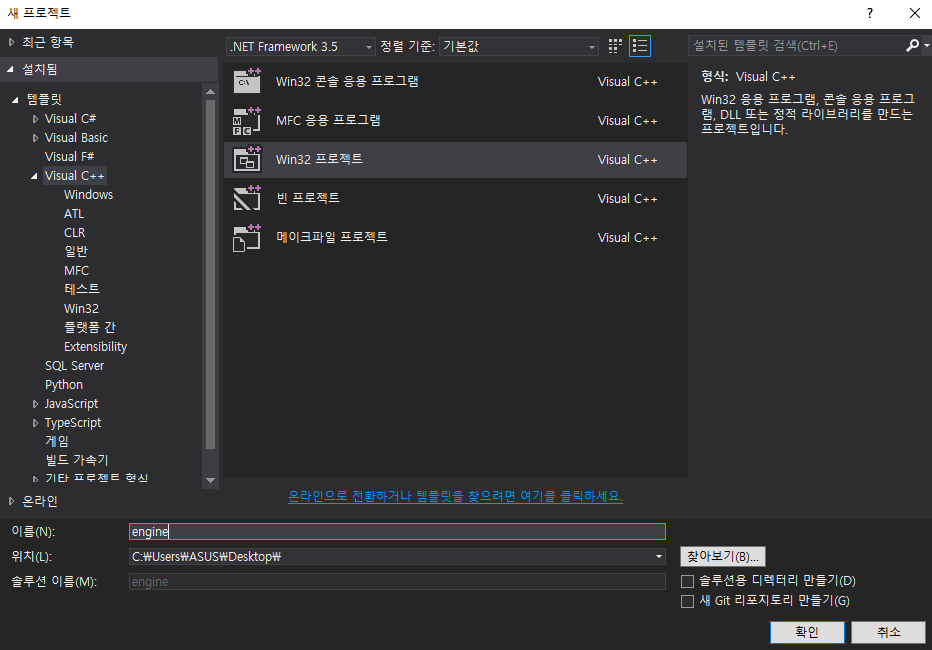 새 프로젝트
?
최근 항목
.NET Framework 3.5
정렬 기준: 기본값
설치된 템플릿 검색(Ctrl+E)
설치됨
템플릿
Visual C#
Visual Basic
Visual F#
Visual C++
Windows
ATL
CLR
일반
MFC
테스트
Win32
플랫폼 간
Extensibility
SQL Server
Python
JavaScript
TypeScript
게임
빌드 가속기
기타 프로젝트 형식
온라인
Win32 콘솔 응용 프로그램 Visual C++
MFC 응용 프로그램 Visual C++
Win32 프로젝트 Visual C++
빈 프로젝트 Visual C++
메이크파일 프로젝트 Visual C++
온라인으로 전환하거나 템플릿을 찾으려면 여기를 클릭하세요.
형식: Visual C++
Win32 응용 프로그램, 콘솔 응용 프로그
램, DLL 또는 정적 라이브러리를 만드는
프로젝트입니다.
이름(N): engine
위치(L): C:₩Users₩ASUS₩Desktop₩
찾아보기(B)...
솔루션 이름(M): engine
솔루션용 디렉터리 만들기(D)
새 Git 리포지토리 만들기(G)
확인
취소